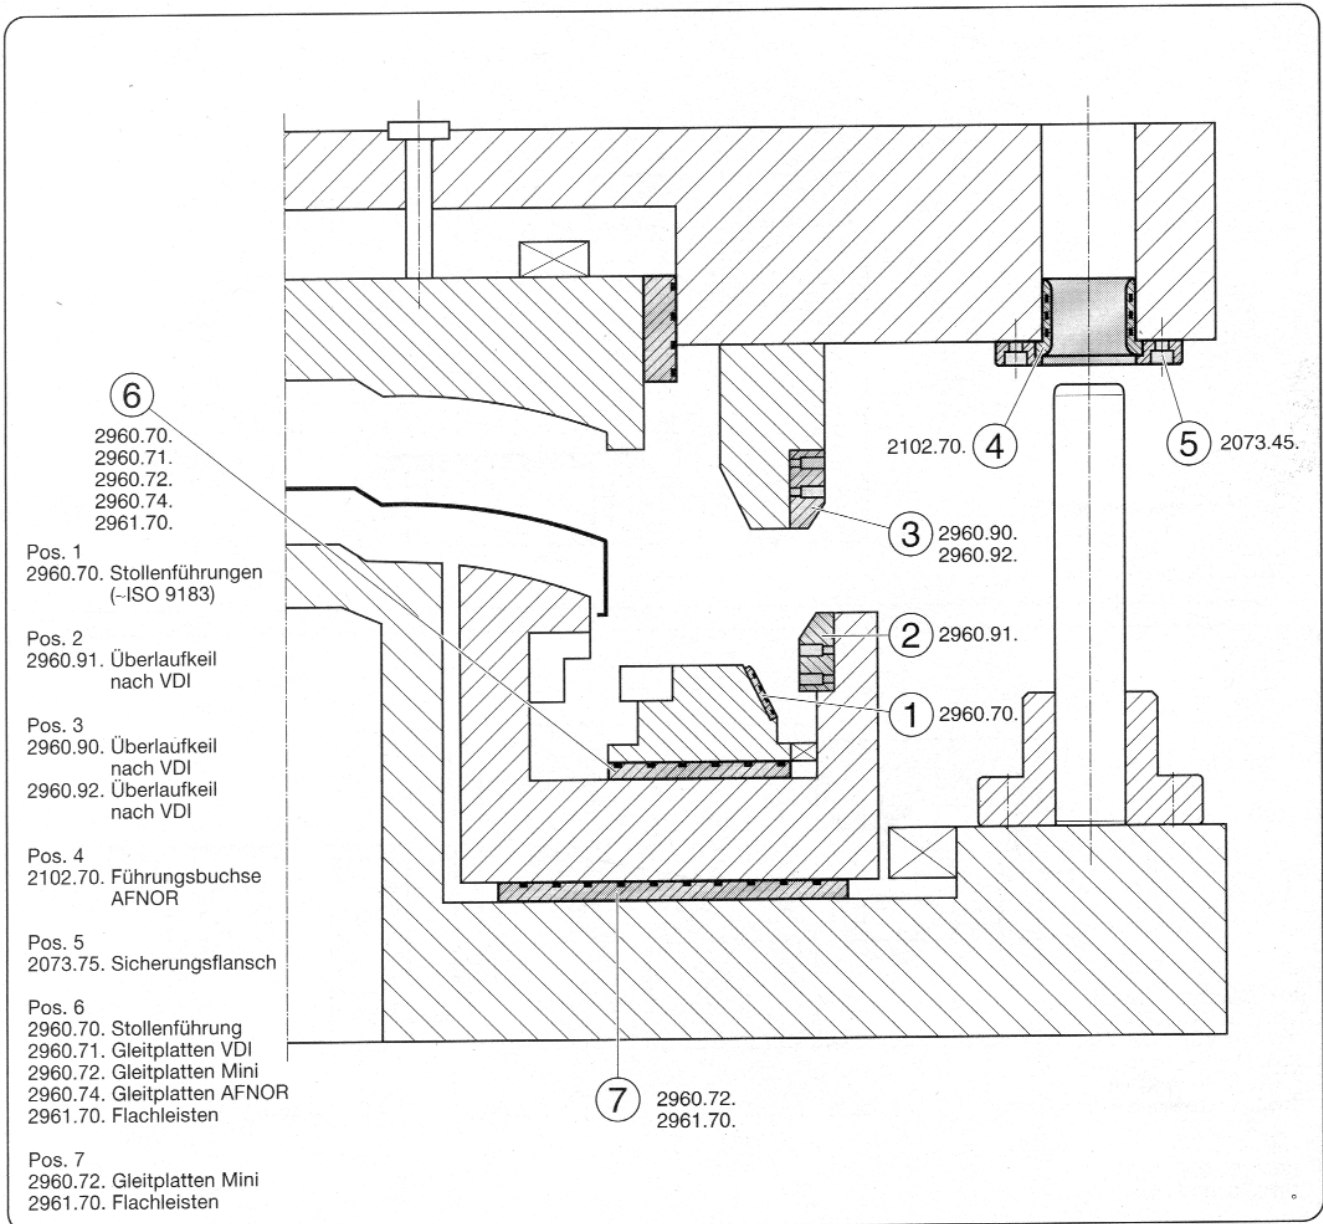 6
2960.70.
2960.71.
2960.72.
2960.74.
2961.70.
Pos. 1
2960.70. Stollenführungen
(~ISO 9183)
Pos. 2
2960.91. Überlaufkeil
nach VDI
Pos. 3
2960.90. Überlaufkeil
nach VDI
2960.92. Überlaufkeil
nach VDI
Pos. 4
2102.70. Führungsbuchse
AFNOR
Pos. 5
2073.75. Sicherungsflansch
Pos. 6
2960.70. Stollenführung
2960.71. Gleitplatten VDI
2960.72. Gleitplatten Mini
2960.74. Gleitplatten AFNOR
2961.70. Flachleisten
Pos. 7
2960.72. Gleitplatten Mini
2961.70. Flachleisten
2102.70. 4
5 2073.45.
3 2960.90.
2960.92.
2 2960.91.
1 2960.70.
7 2960.72.
2961.70.